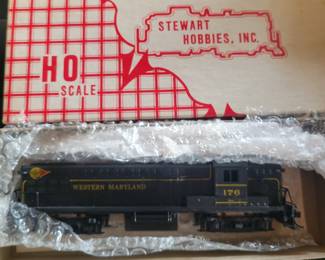 STEWART
HOBBIES, INC.
HO
SCALE
WESTERN MARYLAND
176